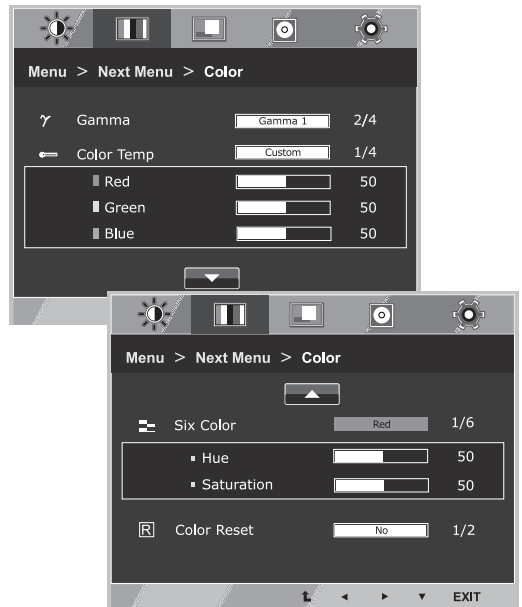 Menu > Next Menu > Color
γ Gamma Gamma 1 2/4
Color Temp Custom 1/4
Red 50
Green 50
Blue 50
Menu > Next Menu > Color
Six Color Red 1/6
Hue 50
Saturation 50
R Color Reset No 1/2
EXIT